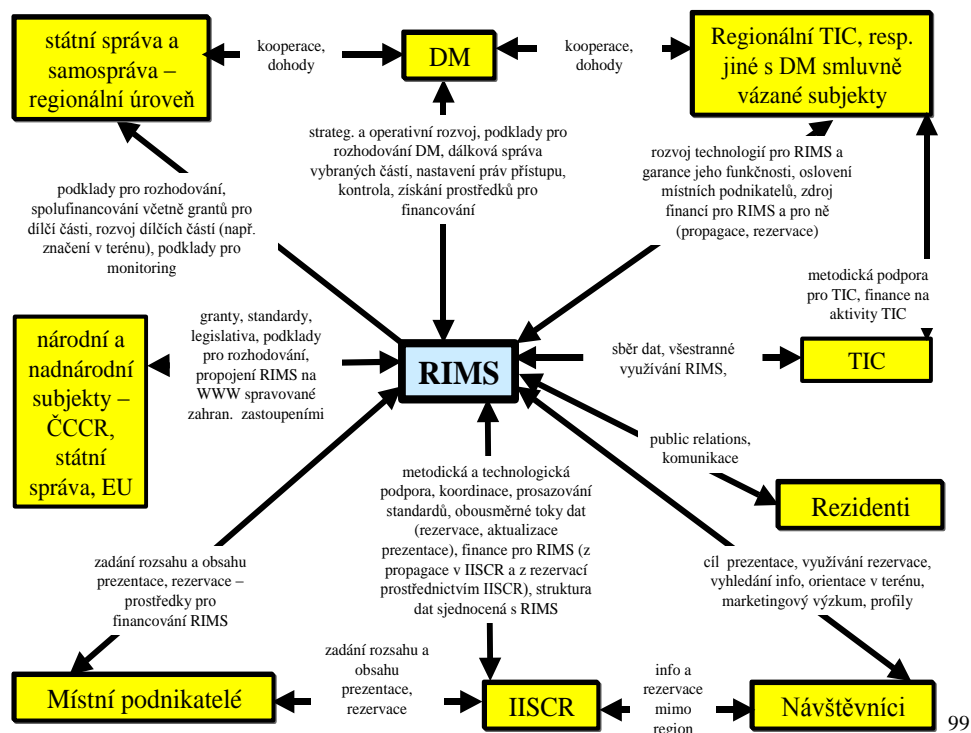 státní správa a
samospráva –
regionální úroveň
kooperace,
dohody
DM
kooperace,
dohody
Regionální TIC, resp.
jiné s DM smluvně
vázané subjekty
strateg. a operativní rozvoj, podklady pro
rozhodování DM, dálková správa
vybraných částí, nastavení práv přístupu,
kontrola, získání prostředků pro
financování
rozvoj technologií pro RIMS a
garance jeho funkčnosti, oslovení
místních podnikatelů, zdroj
financí pro RIMS a pro ně
(propagace, rezervace)
podklady pro rozhodování,
spolufinancování včetně grantů pro
dílčí části, rozvoj dílčích částí (např.
značení v terénu), podklady pro
monitoring
metodická podpora
pro TIC, finance na
aktivity TIC
národní a
nadnárodní
subjekty –
ČCCR,
státní
správa, EU
granty, standardy,
legislativa, podklady
pro rozhodování,
propojení RIMS na
WWW spravované
zahran.  zastoupeními
RIMS
sběr dat, všestranné
využívání RIMS,
TIC
public relations,
komunikace
Rezidenti
metodická a technologická
podpora, koordinace, prosazování
standardů, obousměrné toky dat
(rezervace, aktualizace
prezentace), finance pro RIMS (z
propagace v IISCR a z rezervací
prostřednictvím IISCR), struktura
dat sjednocená s RIMS
zadání rozsahu a obsahu
prezentace, rezervace –
prostředky pro
financování RIMS
cíl  prezentace, využívání rezervace,
vyhledání info, orientace v terénu,
marketingový výzkum, profily
Místní podnikatelé
zadání rozsahu a
obsahu
prezentace,
rezervace
IISCR
info a
rezervace
mimo
region
Návštěvníci
99